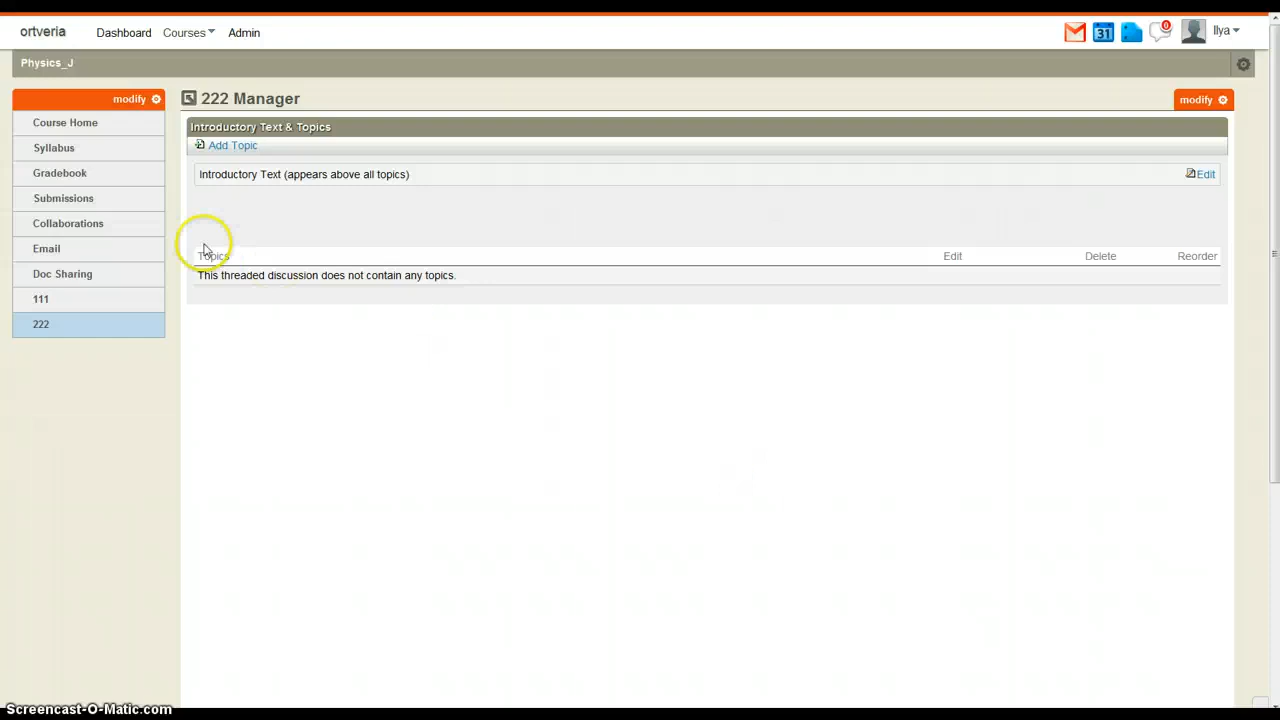 ortveria Dashboard Courses Admin 31 0 Ilya
Physics_J
modify
Course Home
Syllabus
Gradebook
Submissions
Collaborations
Email
Doc Sharing
111
222
222 Manager
modify
Introductory Text & Topics
Add Topic
Introductory Text (appears above all topics) Edit
Topics Edit Delete Reorder
This threaded discussion does not contain any topics.
Screencast-O-Matic.com